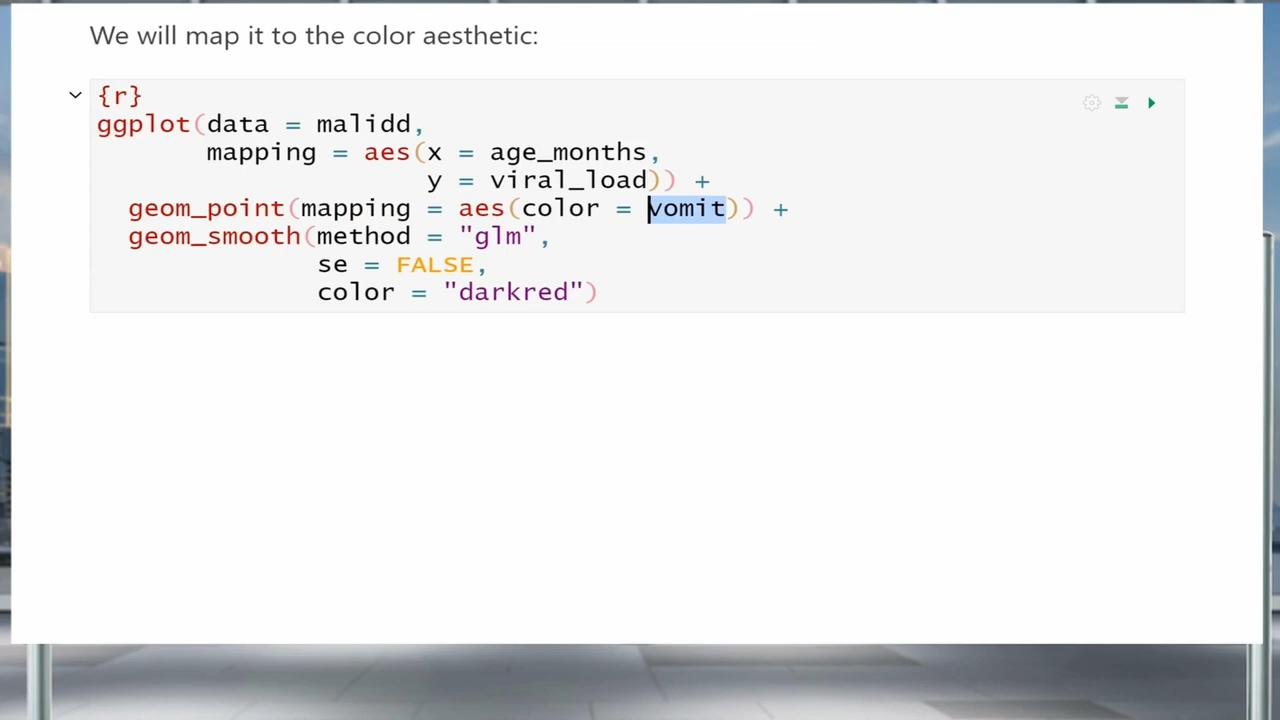 We will map it to the color aesthetic:
{r}
ggplot(data = malidd,
mapping = aes(x = age_months,
y = viral_load)) +
geom_point(mapping = aes(color = vomit)) +
geom_smooth(method = "glm",
se = FALSE,
color = "darkred")